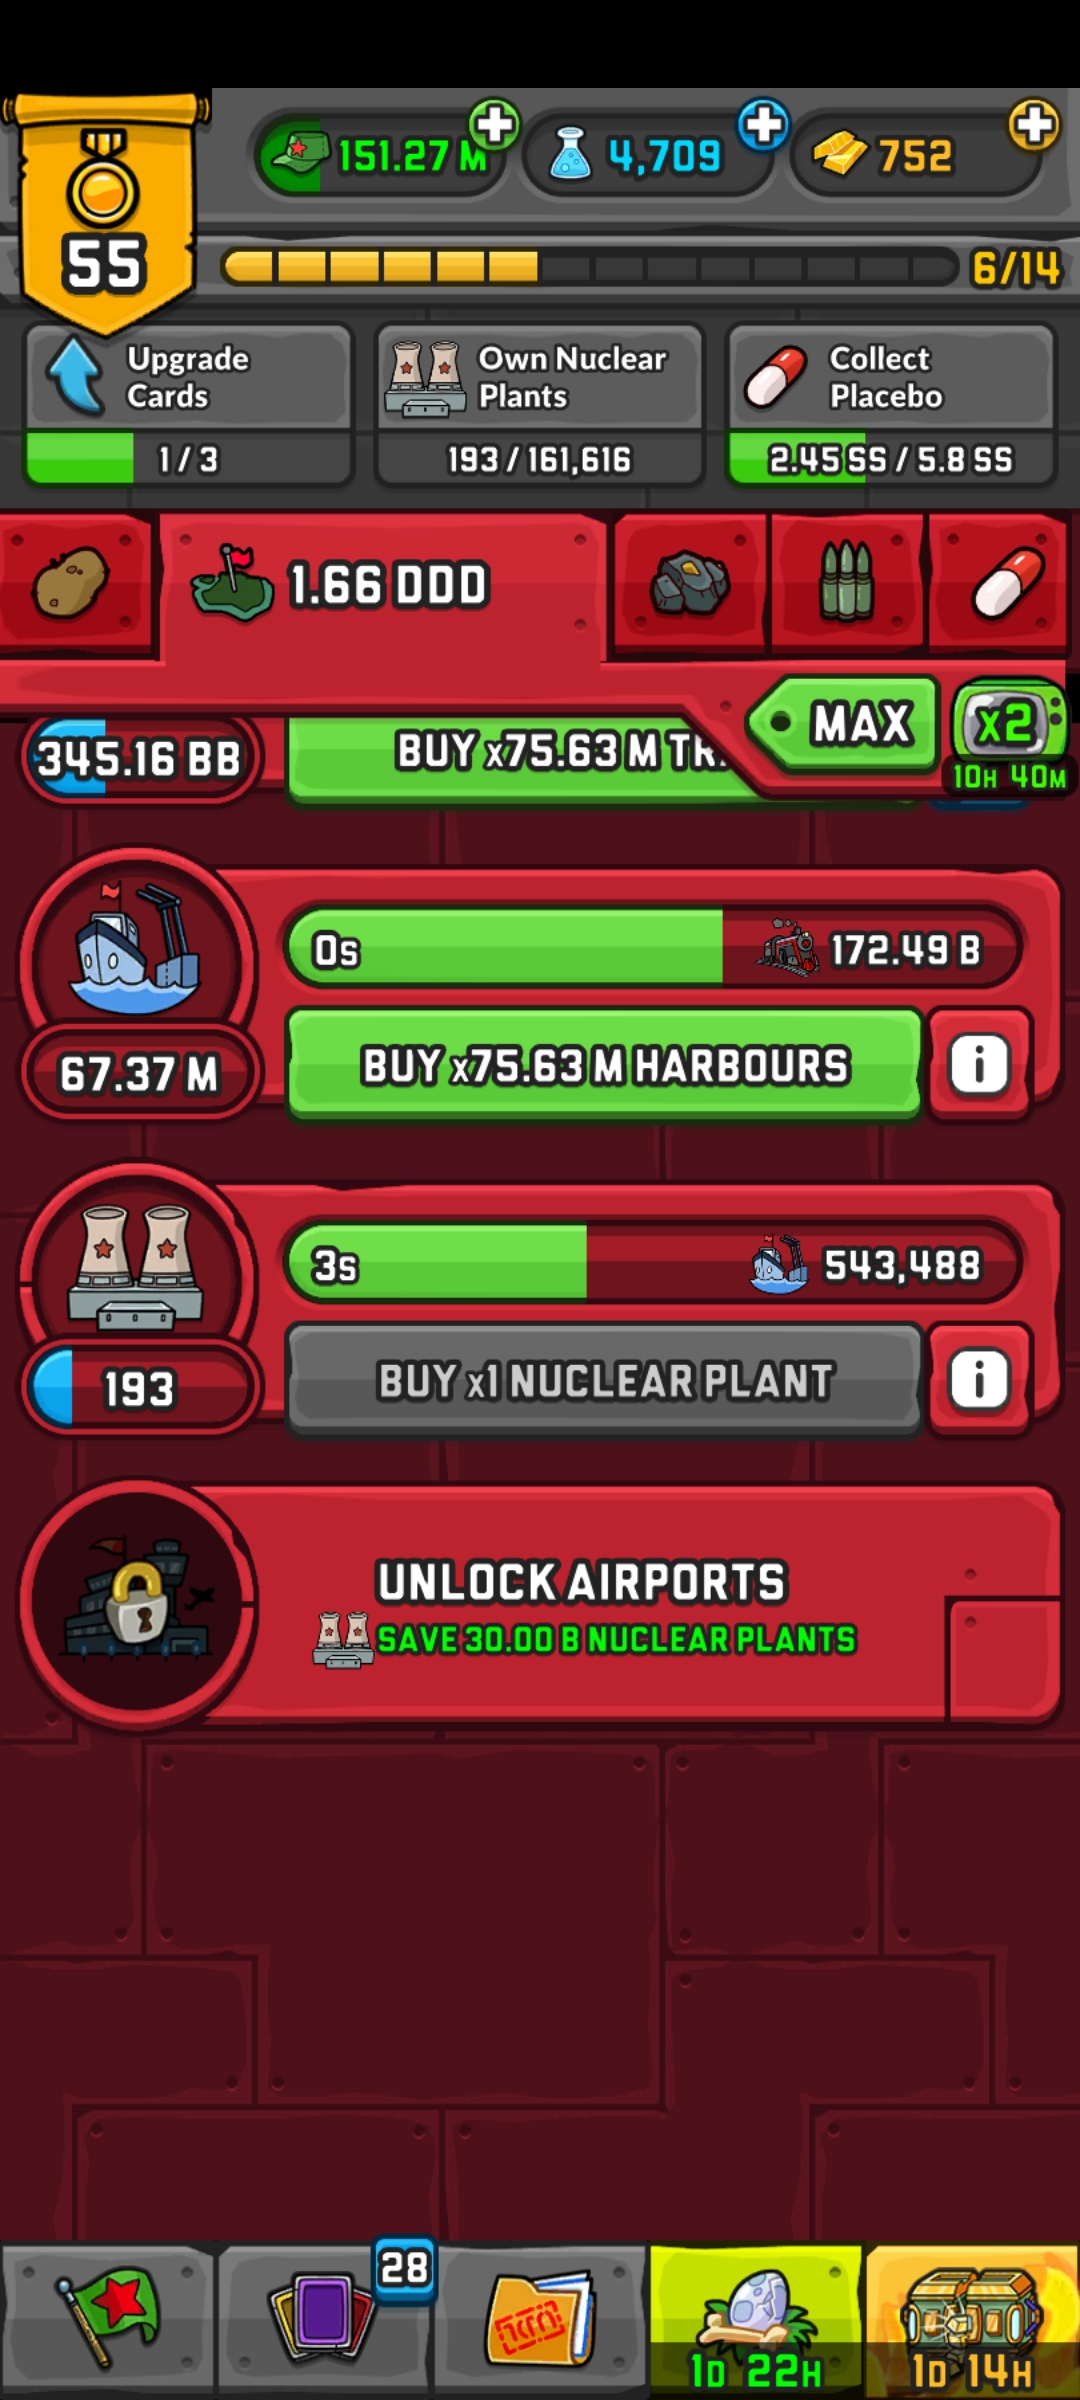 55
151.27 M
4,709
752
6/14
Upgrade
Cards
1 / 3
Own Nuclear
Plants
193 / 161,616
Collect
Placebo
2.45 SS / 5.8 SS
1.66 DDD
MAX
x2
10H 40M
345.16 BB
BUY x75.63 M
0s
172.49 B
67.37 M
BUY x75.63 M HARBOURS
i
3s
543,488
193
BUY x1 NUCLEAR PLANT
i
UNLOCK AIRPORTS
SAVE 30.00 B NUCLEAR PLANTS
28
1D 22H
1D 14H